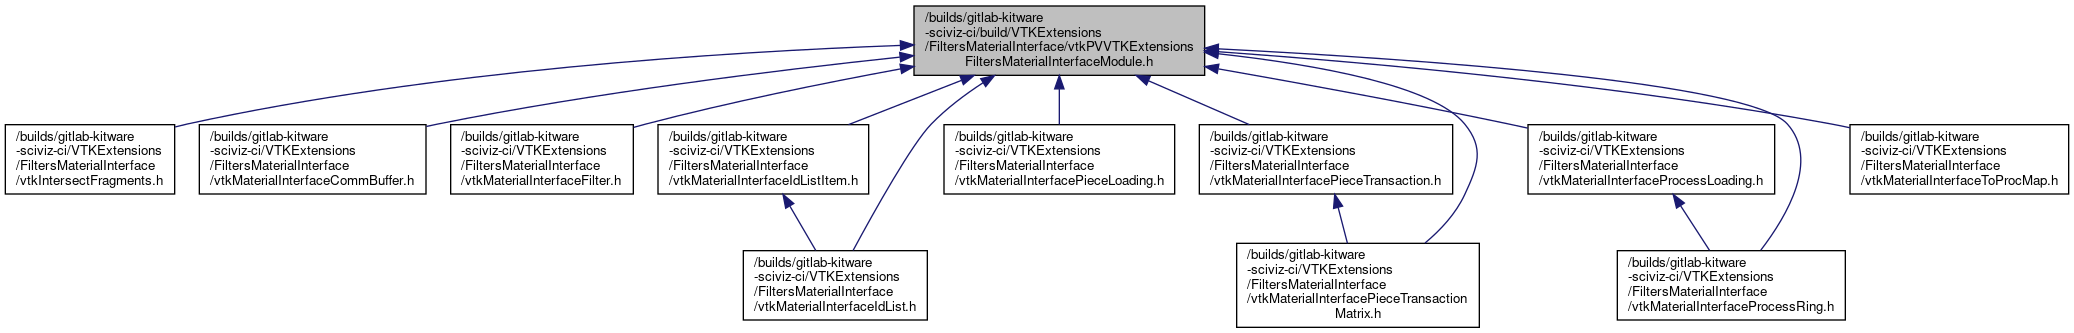 /builds/gitlab-kitware
-sciviz-ci/build/VTKExtensions
/FiltersMaterialInterface/vtkPVVTKExtensions
FiltersMaterialInterfaceModule.h
/builds/gitlab-kitware
-sciviz-ci/VTKExtensions
/FiltersMaterialInterface
/vtkIntersectFragments.h
/builds/gitlab-kitware
-sciviz-ci/VTKExtensions
/FiltersMaterialInterface
/vtkMaterialInterfaceCommBuffer.h
/builds/gitlab-kitware
-sciviz-ci/VTKExtensions
/FiltersMaterialInterface
/vtkMaterialInterfaceFilter.h
/builds/gitlab-kitware
-sciviz-ci/VTKExtensions
/FiltersMaterialInterface
/vtkMaterialInterfaceIdListItem.h
/builds/gitlab-kitware
-sciviz-ci/VTKExtensions
/FiltersMaterialInterface
/vtkMaterialInterfacePieceLoading.h
/builds/gitlab-kitware
-sciviz-ci/VTKExtensions
/FiltersMaterialInterface
/vtkMaterialInterfacePieceTransaction.h
/builds/gitlab-kitware
-sciviz-ci/VTKExtensions
/FiltersMaterialInterface
/vtkMaterialInterfaceProcessLoading.h
/builds/gitlab-kitware
-sciviz-ci/VTKExtensions
/FiltersMaterialInterface
/vtkMaterialInterfaceToProcMap.h
/builds/gitlab-kitware
-sciviz-ci/VTKExtensions
/FiltersMaterialInterface
/vtkMaterialInterfaceIdList.h
/builds/gitlab-kitware
-sciviz-ci/VTKExtensions
/FiltersMaterialInterface
/vtkMaterialInterfacePieceTransaction
Matrix.h
/builds/gitlab-kitware
-sciviz-ci/VTKExtensions
/FiltersMaterialInterface
/vtkMaterialInterfaceProcessRing.h